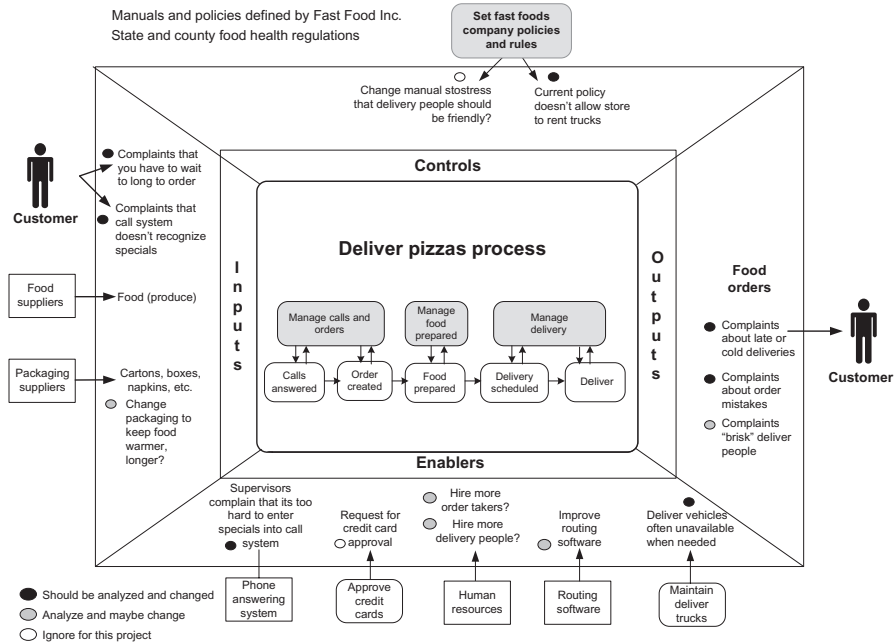 Manuals and policies defined by Fast Food Inc.
State and county food health regulations
Set fast foods
company policies
and rules
Change manual stostress
that delivery people should
be friendly?
Current policy
doesn't allow store
to rent trucks
Controls
Complaints that
you have to wait
to long to order
Customer
Complaints that
call system
doesn't recognize
specials
Food
suppliers
Food (produce)
Packaging
suppliers
Cartons, boxes,
napkins, etc.
Change
packaging to
keep food
warmer,
longer?
Inputs
Deliver pizzas process
Manage calls and
orders
Manage
food
prepared
Manage
delivery
Calls
answered
Order
created
Food
prepared
Delivery
scheduled
Deliver
Outputs
Food
orders
Complaints
about late or
cold deliveries
Complaints
about order
mistakes
Complaints
"brisk" deliver
people
Customer
Enablers
Supervisors
complain that its too
hard to enter
specials into call
system
Request for
credit card
approval
Hire more
order takers?
Hire more
delivery people?
Improve
routing
software
Deliver vehicles
often unavailable
when needed
Phone
answering
system
Approve
credit
cards
Human
resources
Routing
software
Maintain
deliver
trucks
Should be analyzed and changed
Analyze and maybe change
Ignore for this project